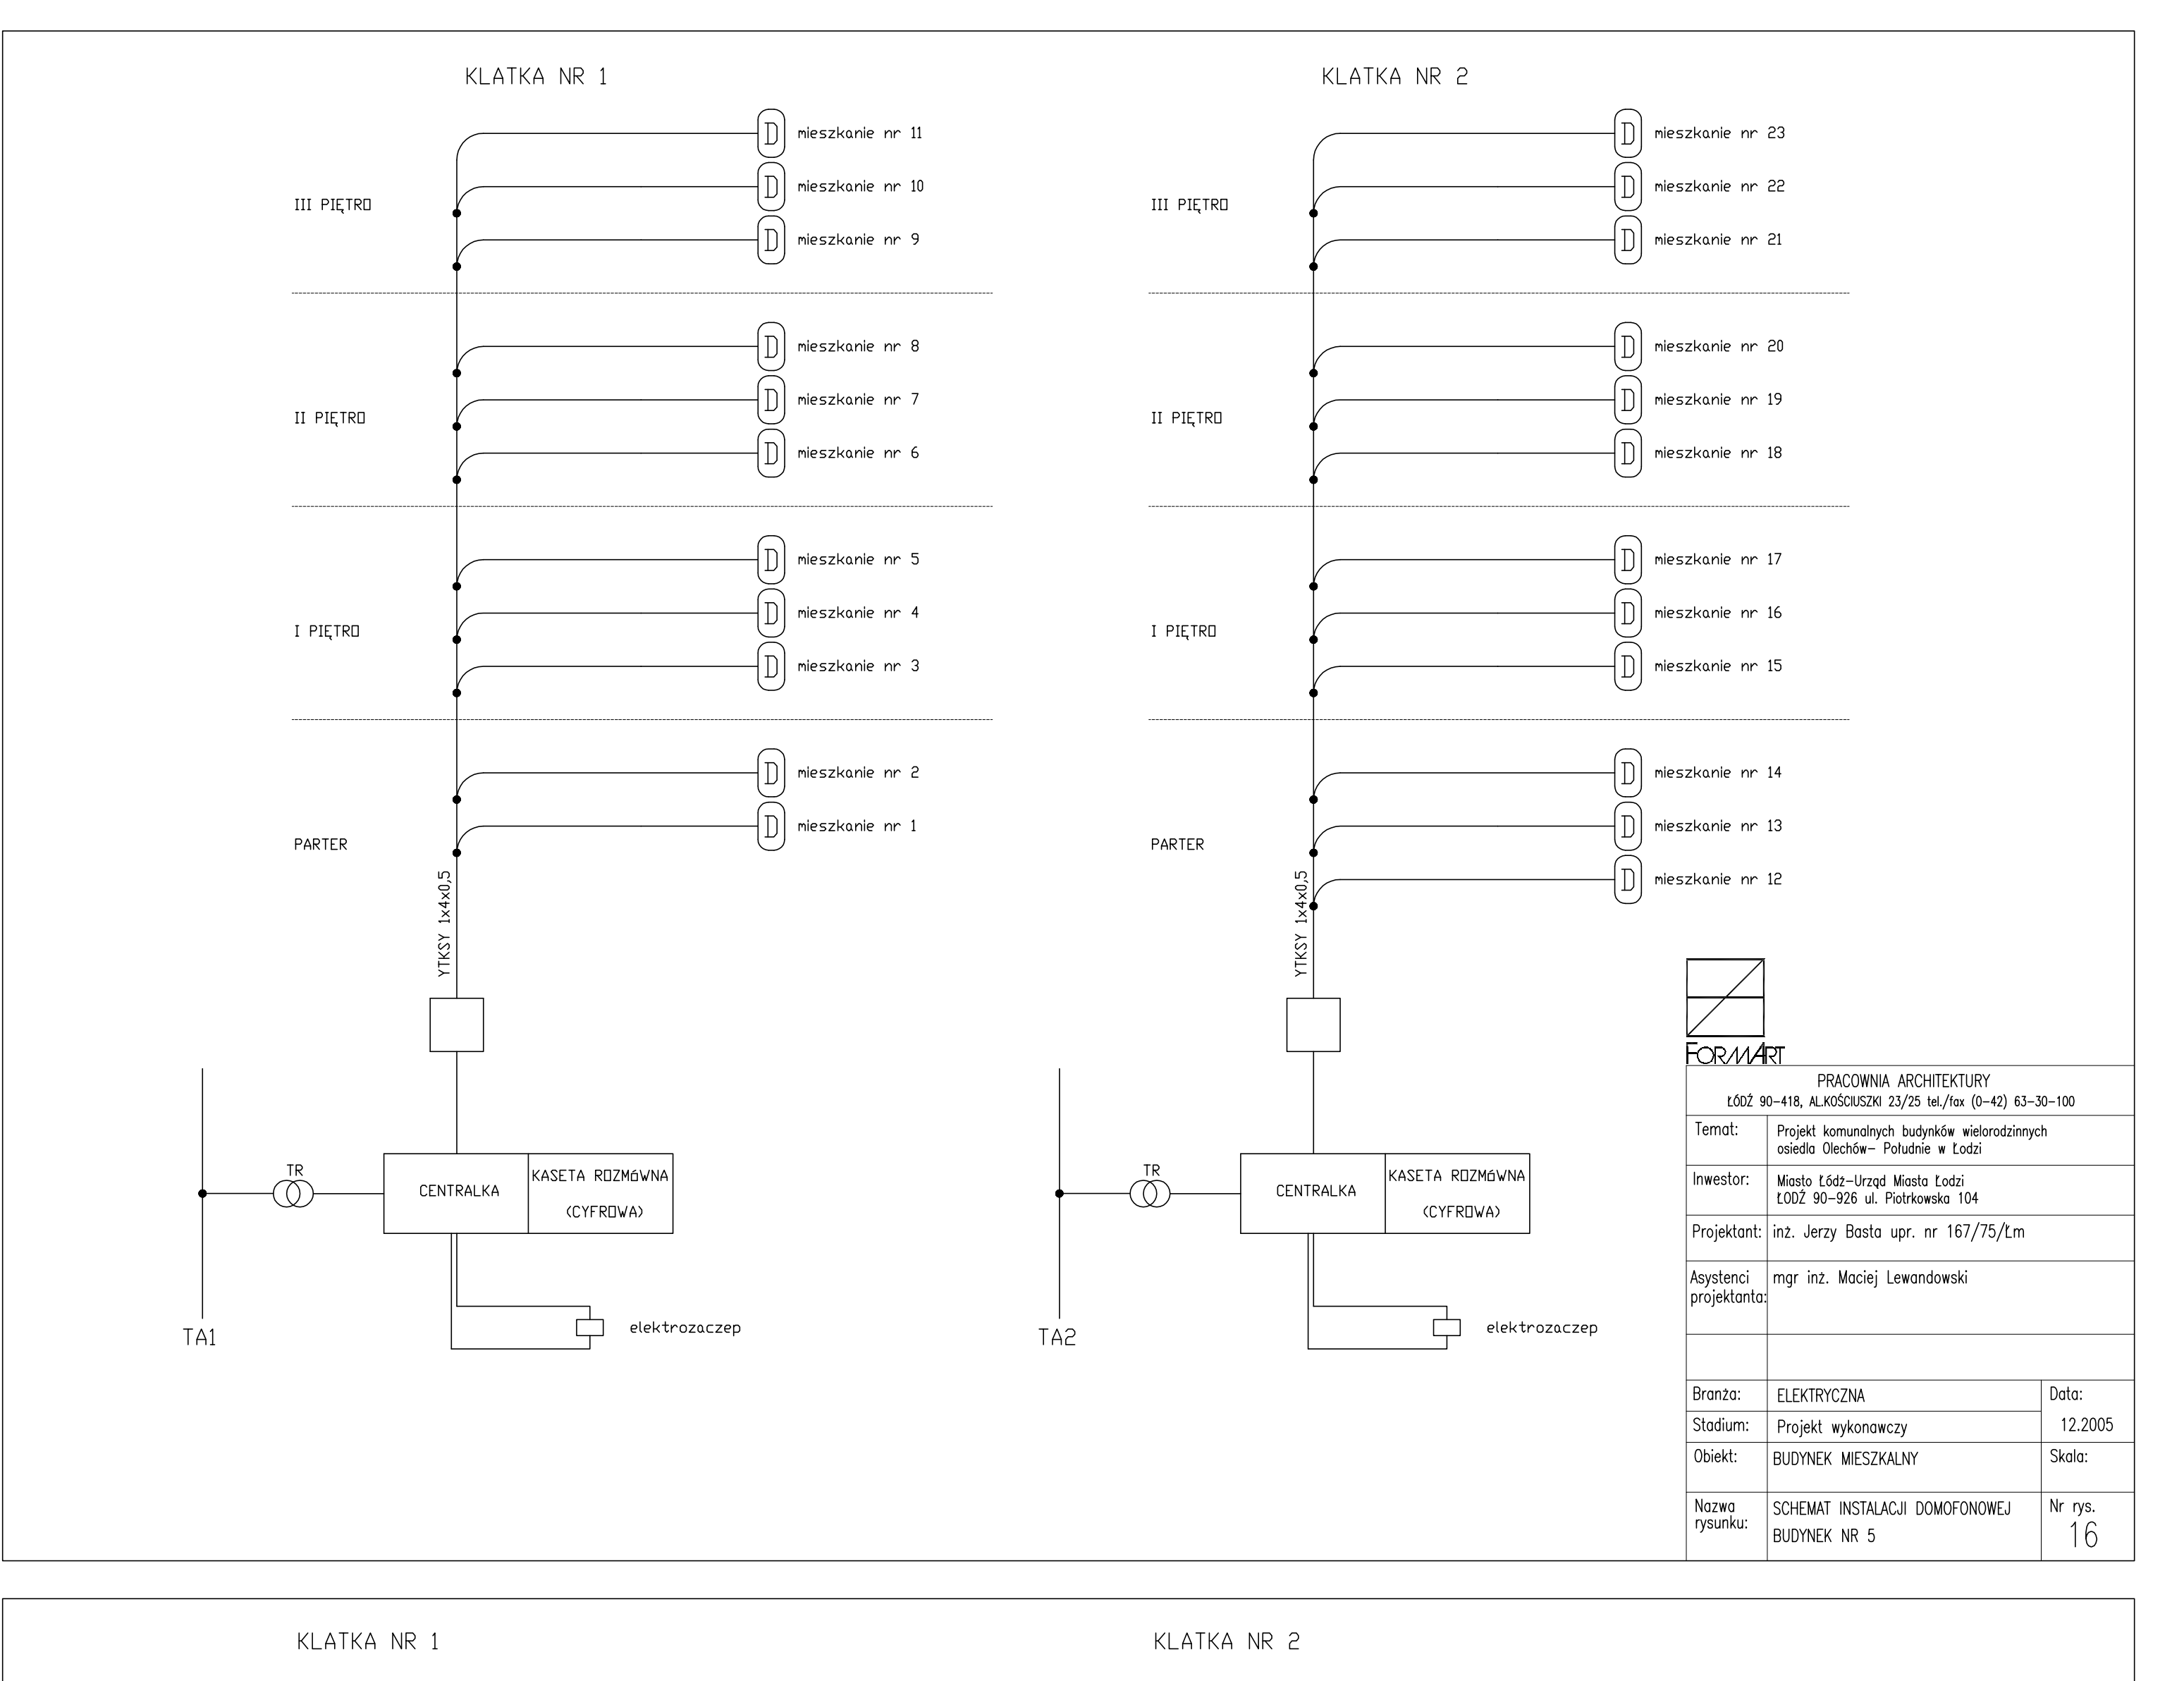 KLATKA NR 1
D mieszkanie nr 11
D mieszkanie nr 10
III PIĘTRO
D mieszkanie nr 9
D mieszkanie nr 8
D mieszkanie nr 7
II PIĘTRO
D mieszkanie nr 6
D mieszkanie nr 5
D mieszkanie nr 4
I PIĘTRO
D mieszkanie nr 3
D mieszkanie nr 2
D mieszkanie nr 1
PARTER
YTKSY 1x4x0,5
TR
CENTRALKA
KASETA ROZMóWNA
(CYFROWA)
elektrozaczep
TA1
KLATKA NR 2
D mieszkanie nr 23
D mieszkanie nr 22
III PIĘTRO
D mieszkanie nr 21
D mieszkanie nr 20
D mieszkanie nr 19
II PIĘTRO
D mieszkanie nr 18
D mieszkanie nr 17
D mieszkanie nr 16
I PIĘTRO
D mieszkanie nr 15
D mieszkanie nr 14
D mieszkanie nr 13
PARTER
D mieszkanie nr 12
YTKSY 1x4x0,5
TR
CENTRALKA
KASETA ROZMóWNA
(CYFROWA)
elektrozaczep
TA2
FORMART
PRACOWNIA ARCHITEKTURY
ŁÓDŹ 90-418, AL.KOŚCIUSZKI 23/25 tel./fax (0-42) 63-30-100
Temat:
Projekt komunalnych budynków wielorodzinnych
osiedla Olechów- Południe w Łodzi
Inwestor:
Miasto Łódź-Urząd Miasta Łodzi
ŁODŹ 90-926 ul. Piotrkowska 104
Projektant: inż. Jerzy Basta upr. nr 167/75/Łm
Asystenci
projektanta:
mgr inż. Maciej Lewandowski
Branża: ELEKTRYCZNA
Data:
12.2005
Stadium: Projekt wykonawczy
Obiekt: BUDYNEK MIESZKALNY
Skala:
Nazwa
rysunku:
SCHEMAT INSTALACJI DOMOFONOWEJ
BUDYNEK NR 5
Nr rys.
16
KLATKA NR 1
KLATKA NR 2